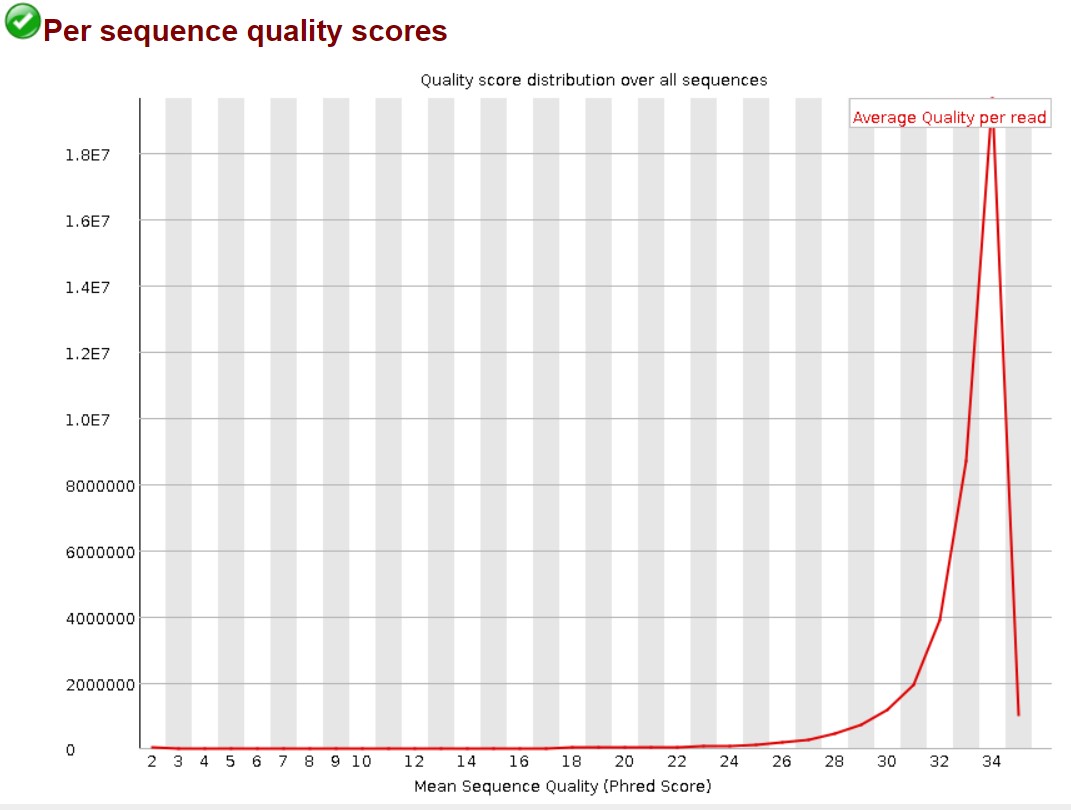 Per sequence quality scores
Quality score distribution over all sequences
Average Quality per read
1.8E7
1.6E7
1.4E7
1.2E7
1.0E7
8000000
6000000
4000000
2000000
0
2 3 4 5 6 7 8 9 10 12 14 16 18 20 22 24 26 28 30 32 34
Mean Sequence Quality (Phred Score)